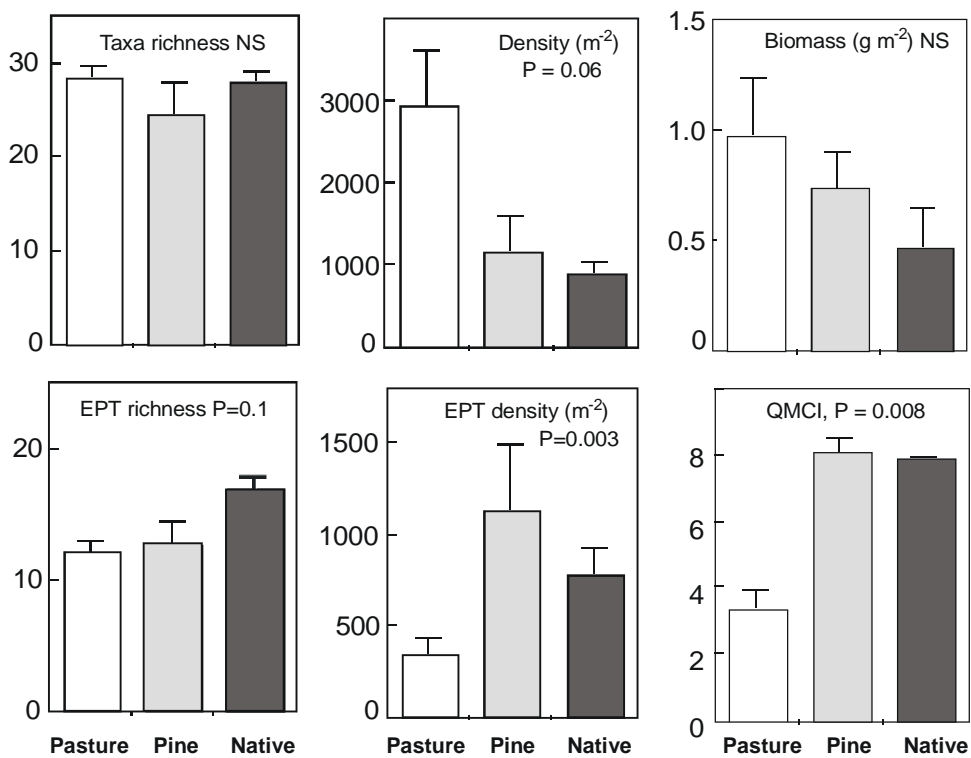 Taxa richness NS
30
20
10
0
Density (m-2)
P = 0.06
3000
2000
1000
0
Biomass (g m-2) NS
1.5
1.0
0.5
0
EPT richness P=0.1
20
10
0
EPT density (m-2)
P=0.003
1500
1000
500
0
QMCI, P = 0.008
8
6
4
2
0
Pasture Pine Native
Pasture Pine Native
Pasture Pine Native